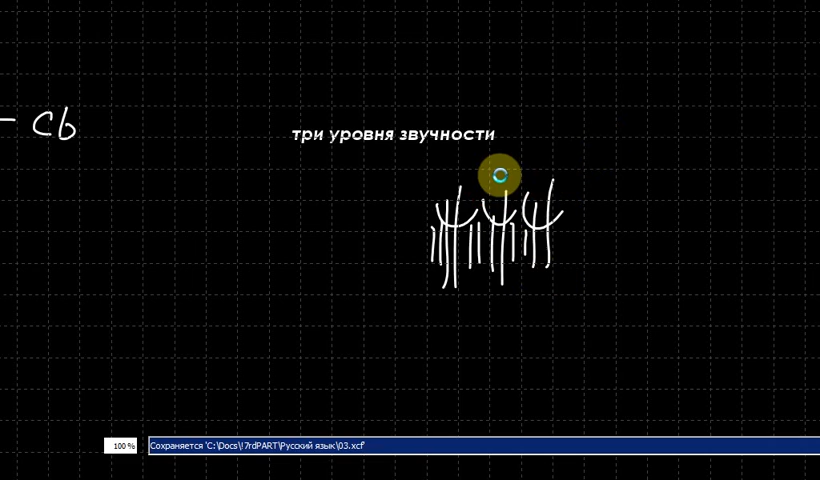 три уровня звучности
- сь
100 %
Сохраняется 'C:\Docs\!7rdPART\Русский язык\03.xcf'